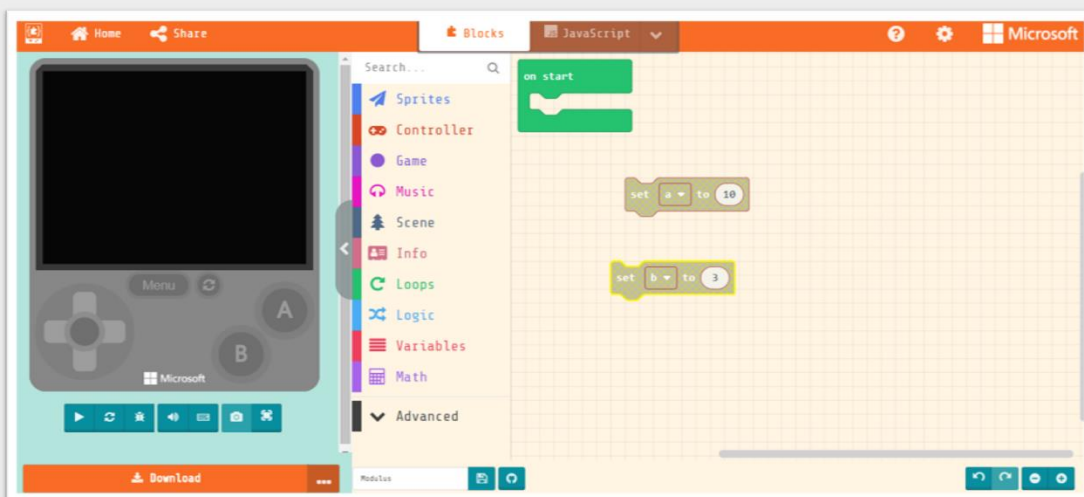 Home Share Blocks JavaScript Microsoft
Search...
Sprites
Controller
Game
Music
Scene
Info
Loops
Logic
Variables
Math
Advanced
on start
set a to 10
set b to 3
Menu
A
B
Microsoft
Download
Modulus